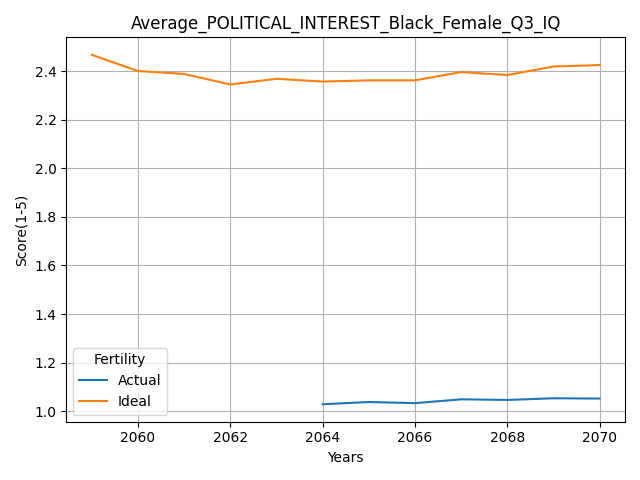 Average_POLITICAL_INTEREST_Black_Female_Q3_IQ
Score(1-5)
2.4
2.2
2.0
1.8
1.6
1.4
1.2
1.0
Fertility
Actual
Ideal
2060 2062 2064 2066 2068 2070
Years